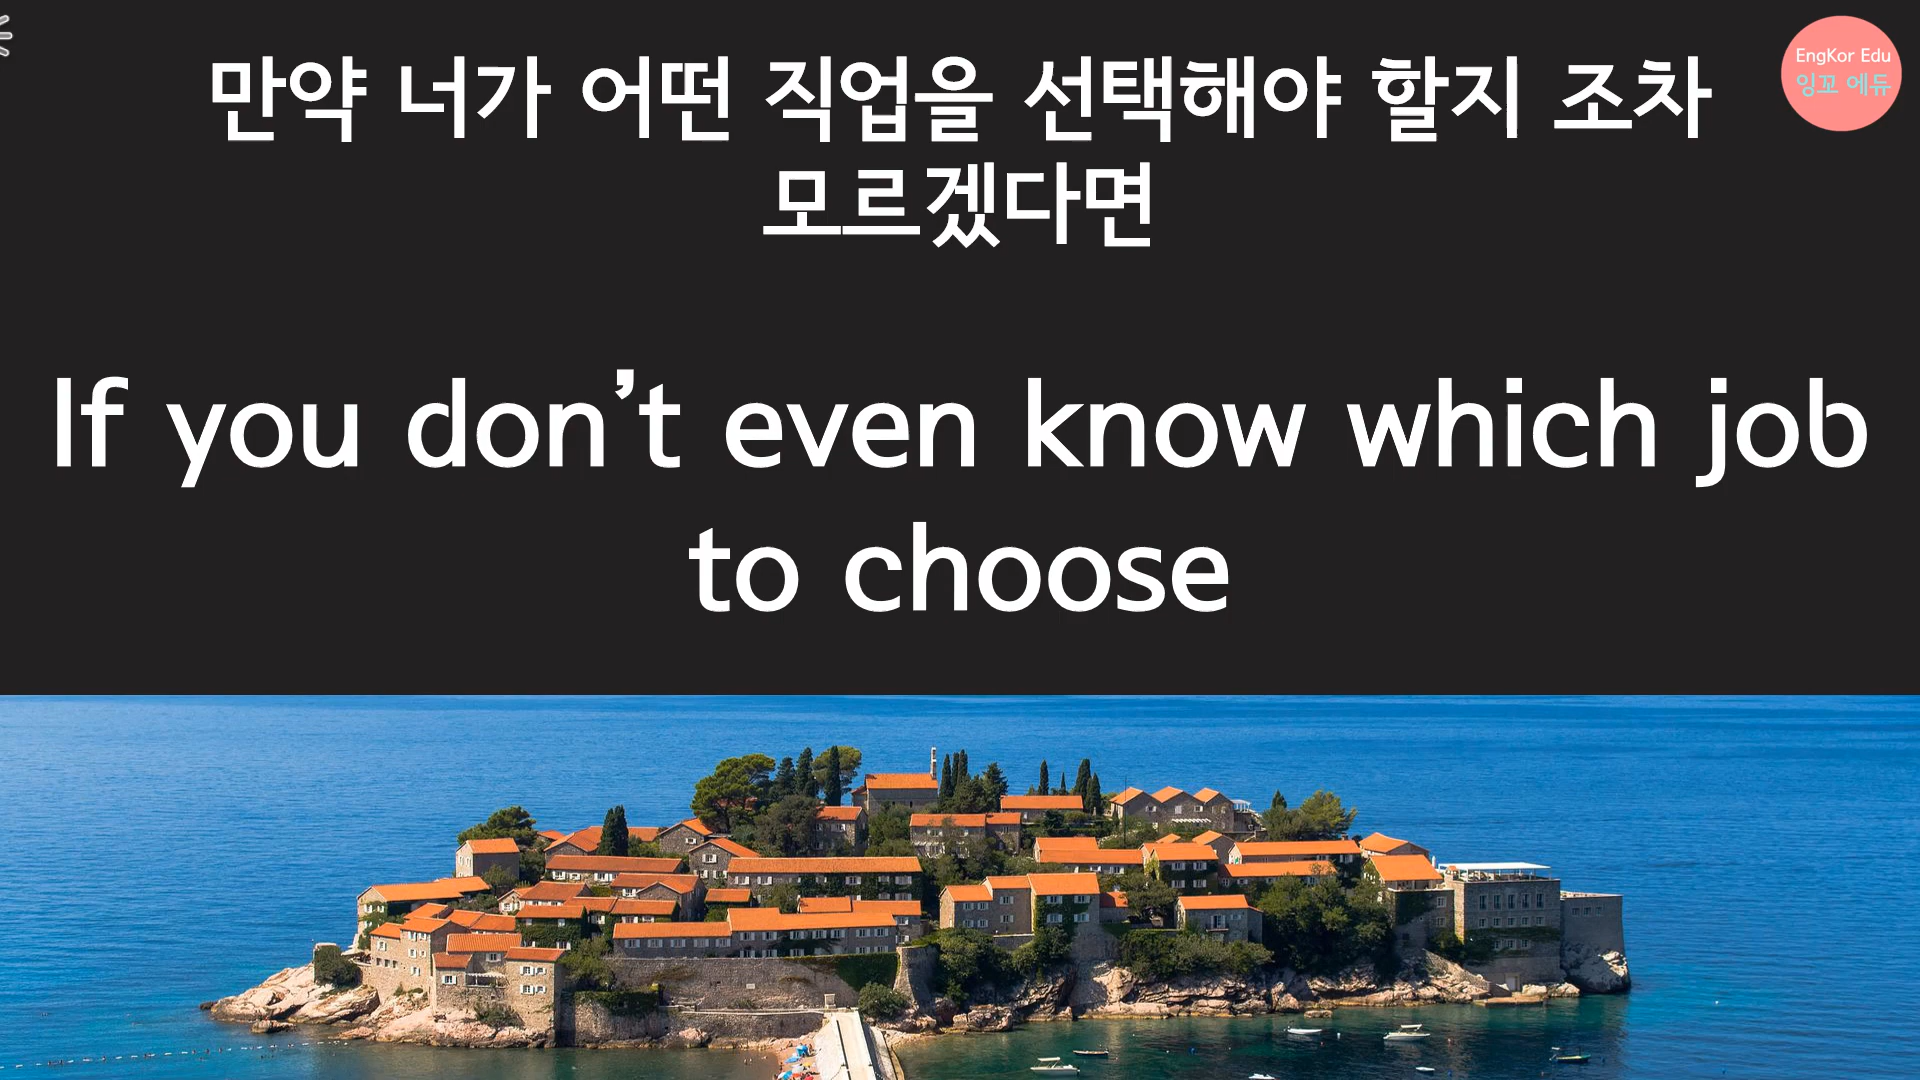 만약 너가 어떤 직업을 선택해야 할지 조차
모르겠다면
If you don’t even know which job
to choose
EngKor Edu
잉꼬 에듀